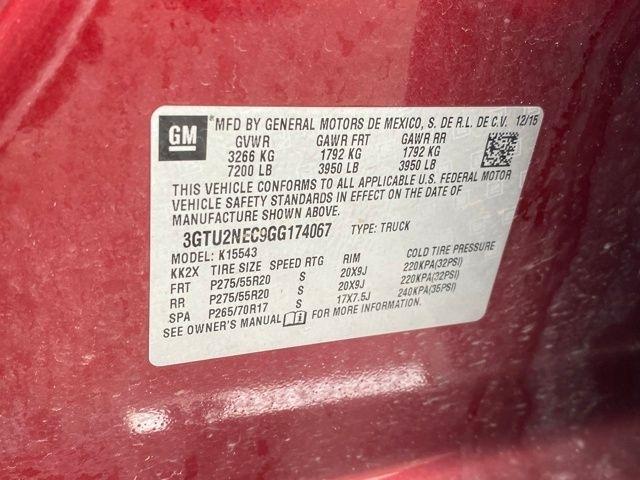 GM *MFD BY GENERAL MOTORS DE MEXICO, S. DE R.L. DE C.V. 12/15
GVWR GAWR FRT GAWR RR
3266 KG 1792 KG 1792 KG
7200 LB 3950 LB 3950 LB
THIS VEHICLE CONFORMS TO ALL APPLICABLE U.S. FEDERAL MOTOR
VEHICLE SAFETY STANDARDS IN EFFECT ON THE DATE OF
MANUFACTURE SHOWN ABOVE.
3GTU2NEC9GG174067 TYPE: TRUCK
MODEL: K15543
KK2X TIRE SIZE SPEED RTG RIM COLD TIRE PRESSURE
FRT P275/55R20 S 20X9J 220KPA(32PSI)
RR P275/55R20 S 20X9J 220KPA(32PSI)
SPA P265/70R17 S 17X7.5J 240KPA(35PSI)
SEE OWNER'S MANUAL FOR MORE INFORMATION.